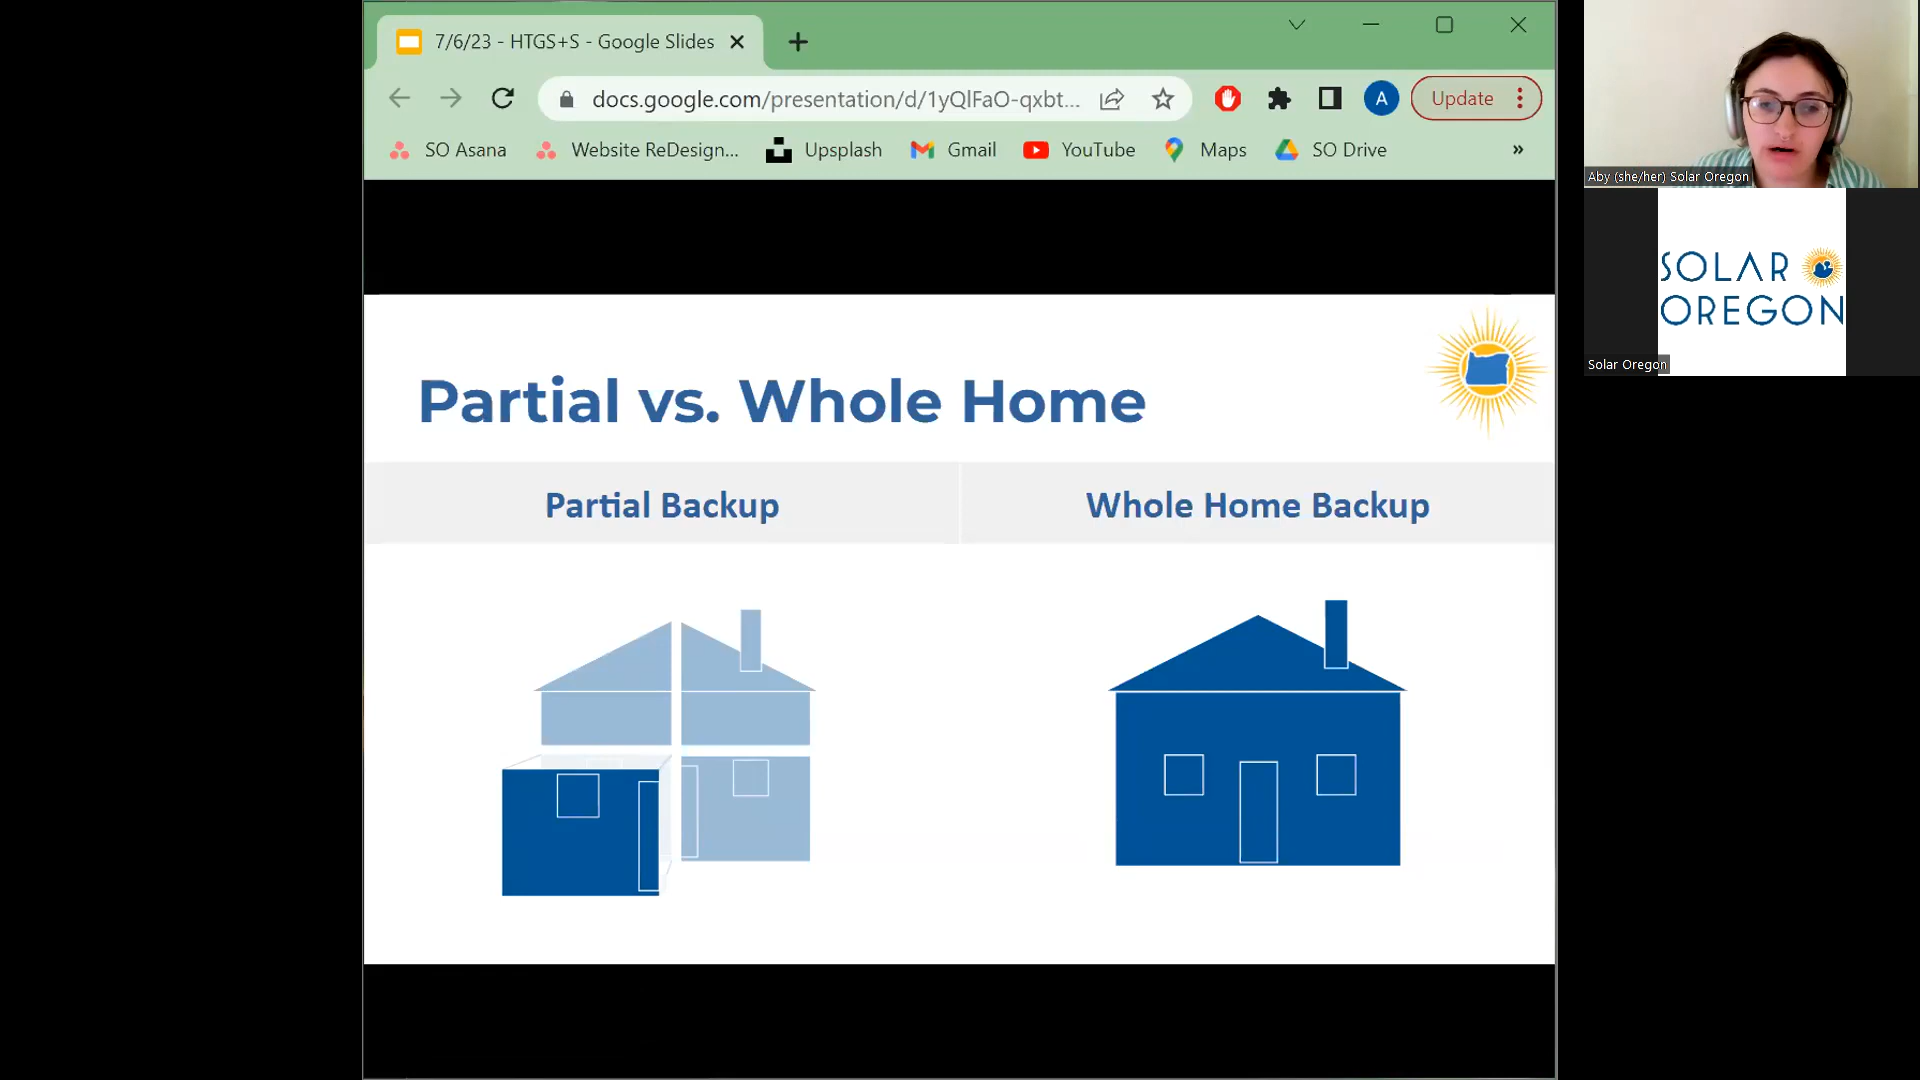 7/6/23 - HTGS+S - Google Slides
docs.google.com/presentation/d/1yQlFaO-qxbt...
A
Update
SO Asana
Website ReDesign...
Upsplash
Gmail
YouTube
Maps
SO Drive
»
Partial vs. Whole Home
Partial Backup
Whole Home Backup
Aby (she/her) Solar Oregon
SOLAR
OREGON
Solar Oregon